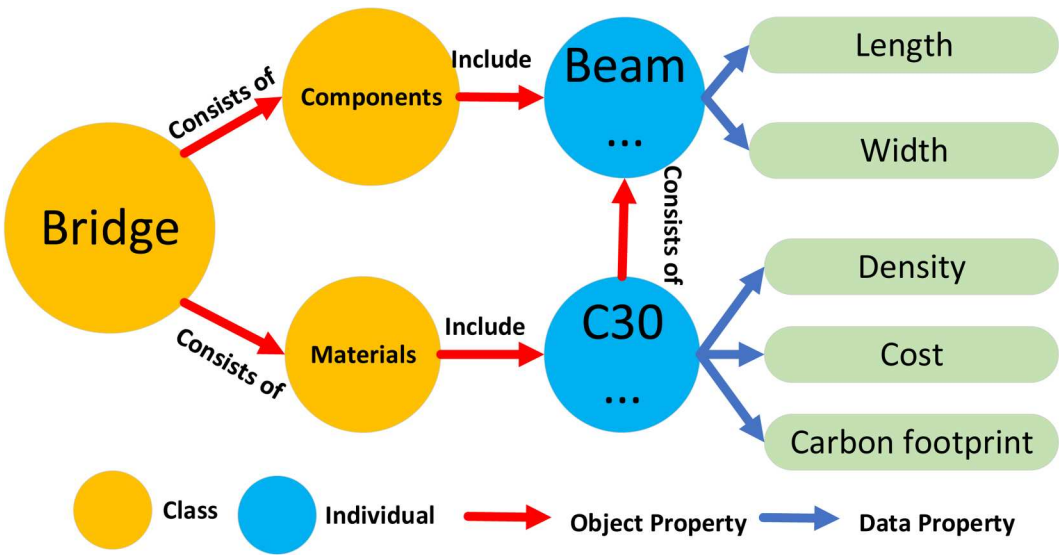 Bridge
Consists of
Components
Include
Beam
...
Length
Width
Consists of
Consists of
Materials
Include
C30
...
Density
Cost
Carbon footprint
Class
Individual
Object Property
Data Property